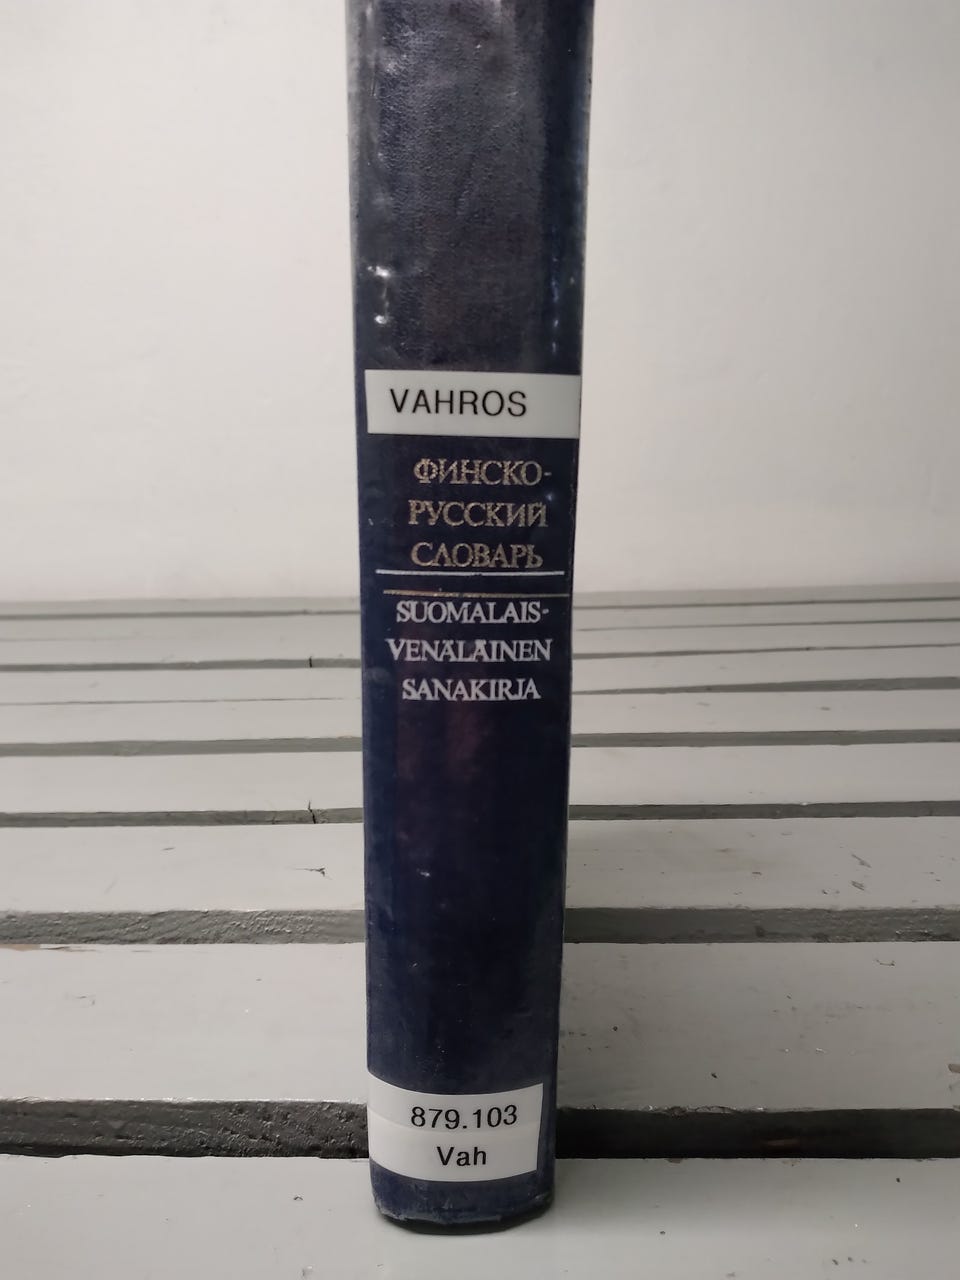 VAHROS
ФИНСКО-
РУССКИЙ
СЛОВАРЬ
SUOMALAIS-
VENÄLÄINEN
SANAKIRJA
879.103
Vah